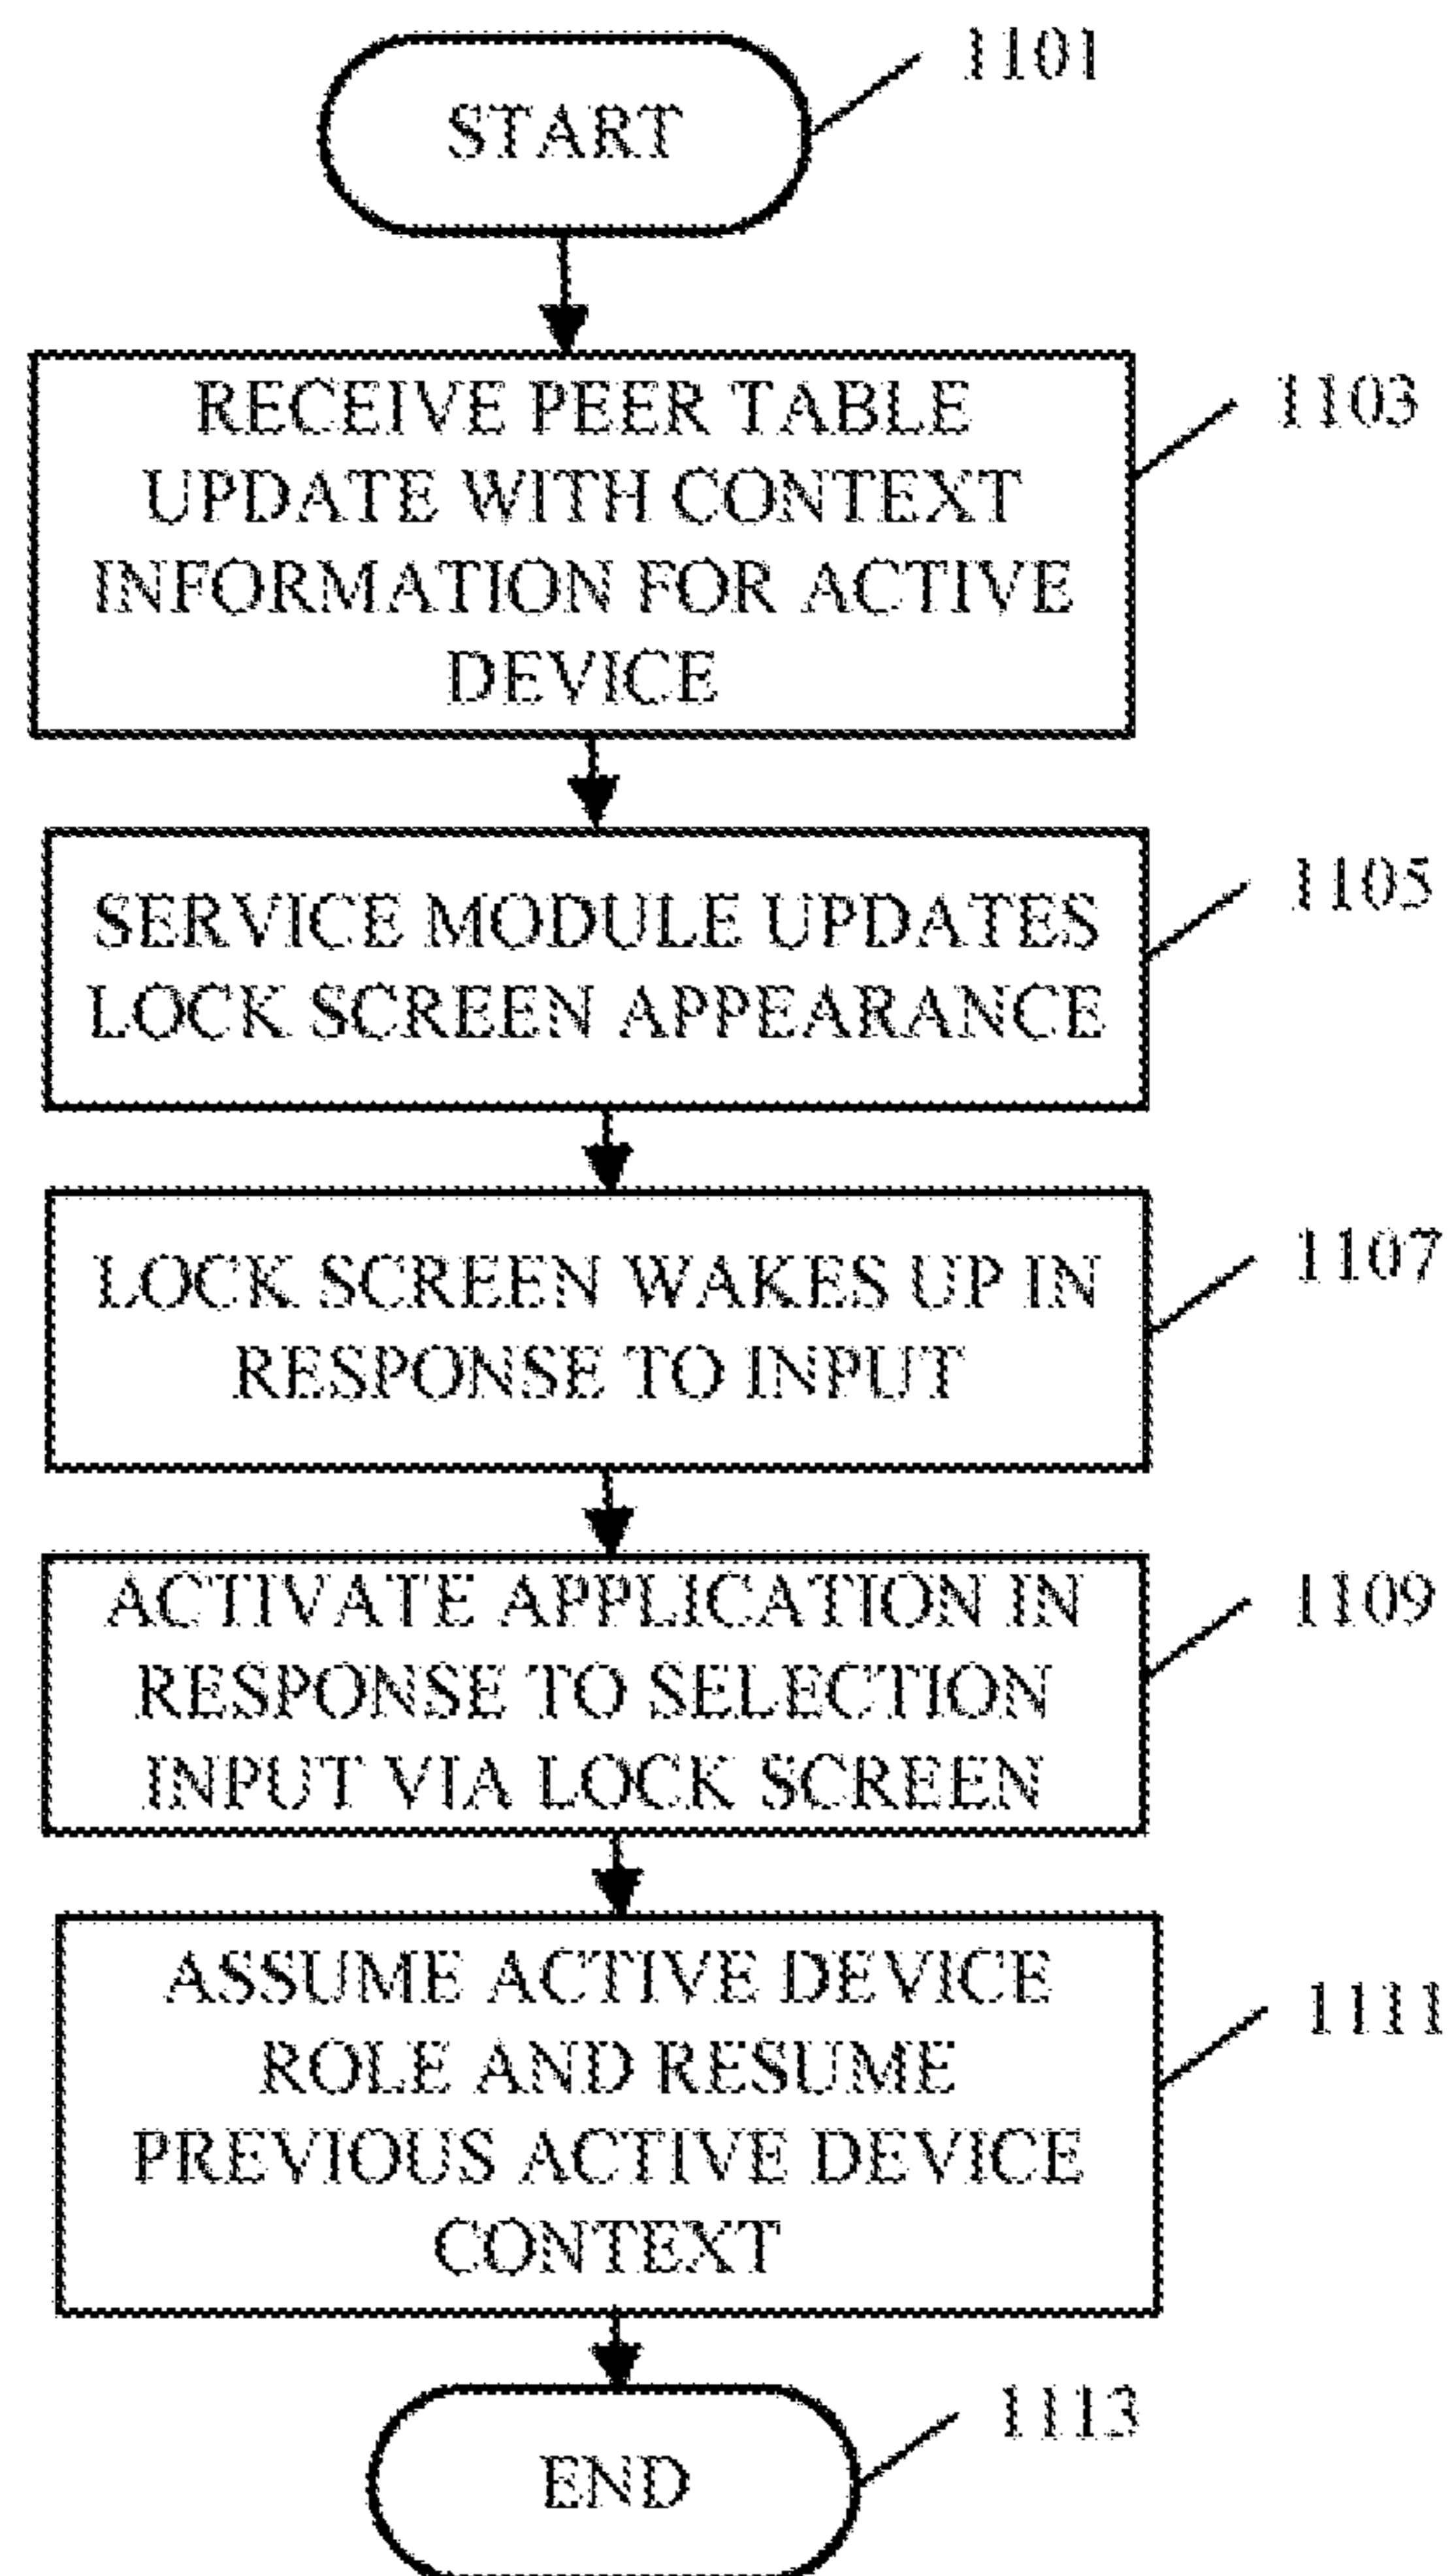 START
1101
RECEIVE PEER TABLE
UPDATE WITH CONTEXT
INFORMATION FOR ACTIVE
DEVICE
1103
SERVICE MODULE UPDATES
LOCK SCREEN APPEARANCE
1105
LOCK SCREEN WAKES UP IN
RESPONSE TO INPUT
1107
ACTIVATE APPLICATION IN
RESPONSE TO SELECTION
INPUT VIA LOCK SCREEN
1109
ASSUME ACTIVE DEVICE
ROLE AND RESUME
PREVIOUS ACTIVE DEVICE
CONTEXT
1111
END
1113